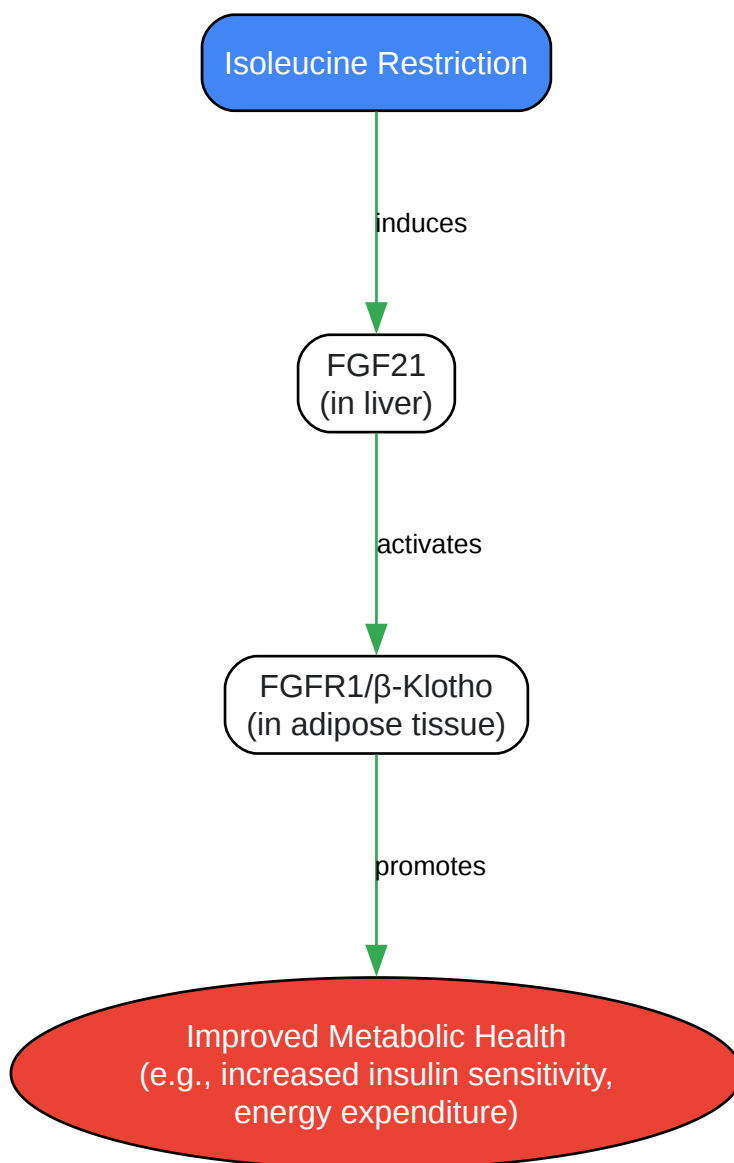 Isoleucine Restriction
induces
FGF21
(in liver)
activates
FGFR1/β-Klotho
(in adipose tissue)
promotes
Improved Metabolic Health
(e.g., increased insulin sensitivity,
energy expenditure)